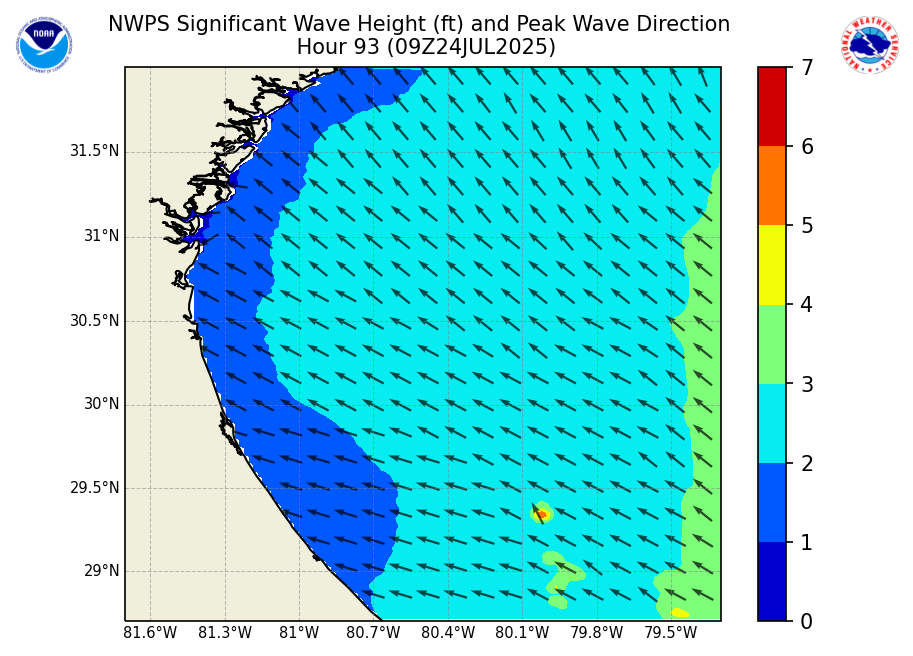 NWPS Significant Wave Height (ft) and Peak Wave Direction
Hour 93 (09Z24JUL2025)
NOAA
NATIONAL WEATHER SERVICE
7
6
5
4
3
2
1
0
31.5°N
31°N
30.5°N
30°N
29.5°N
29°N
81.6°W 81.3°W 81°W 80.7°W 80.4°W 80.1°W 79.8°W 79.5°W